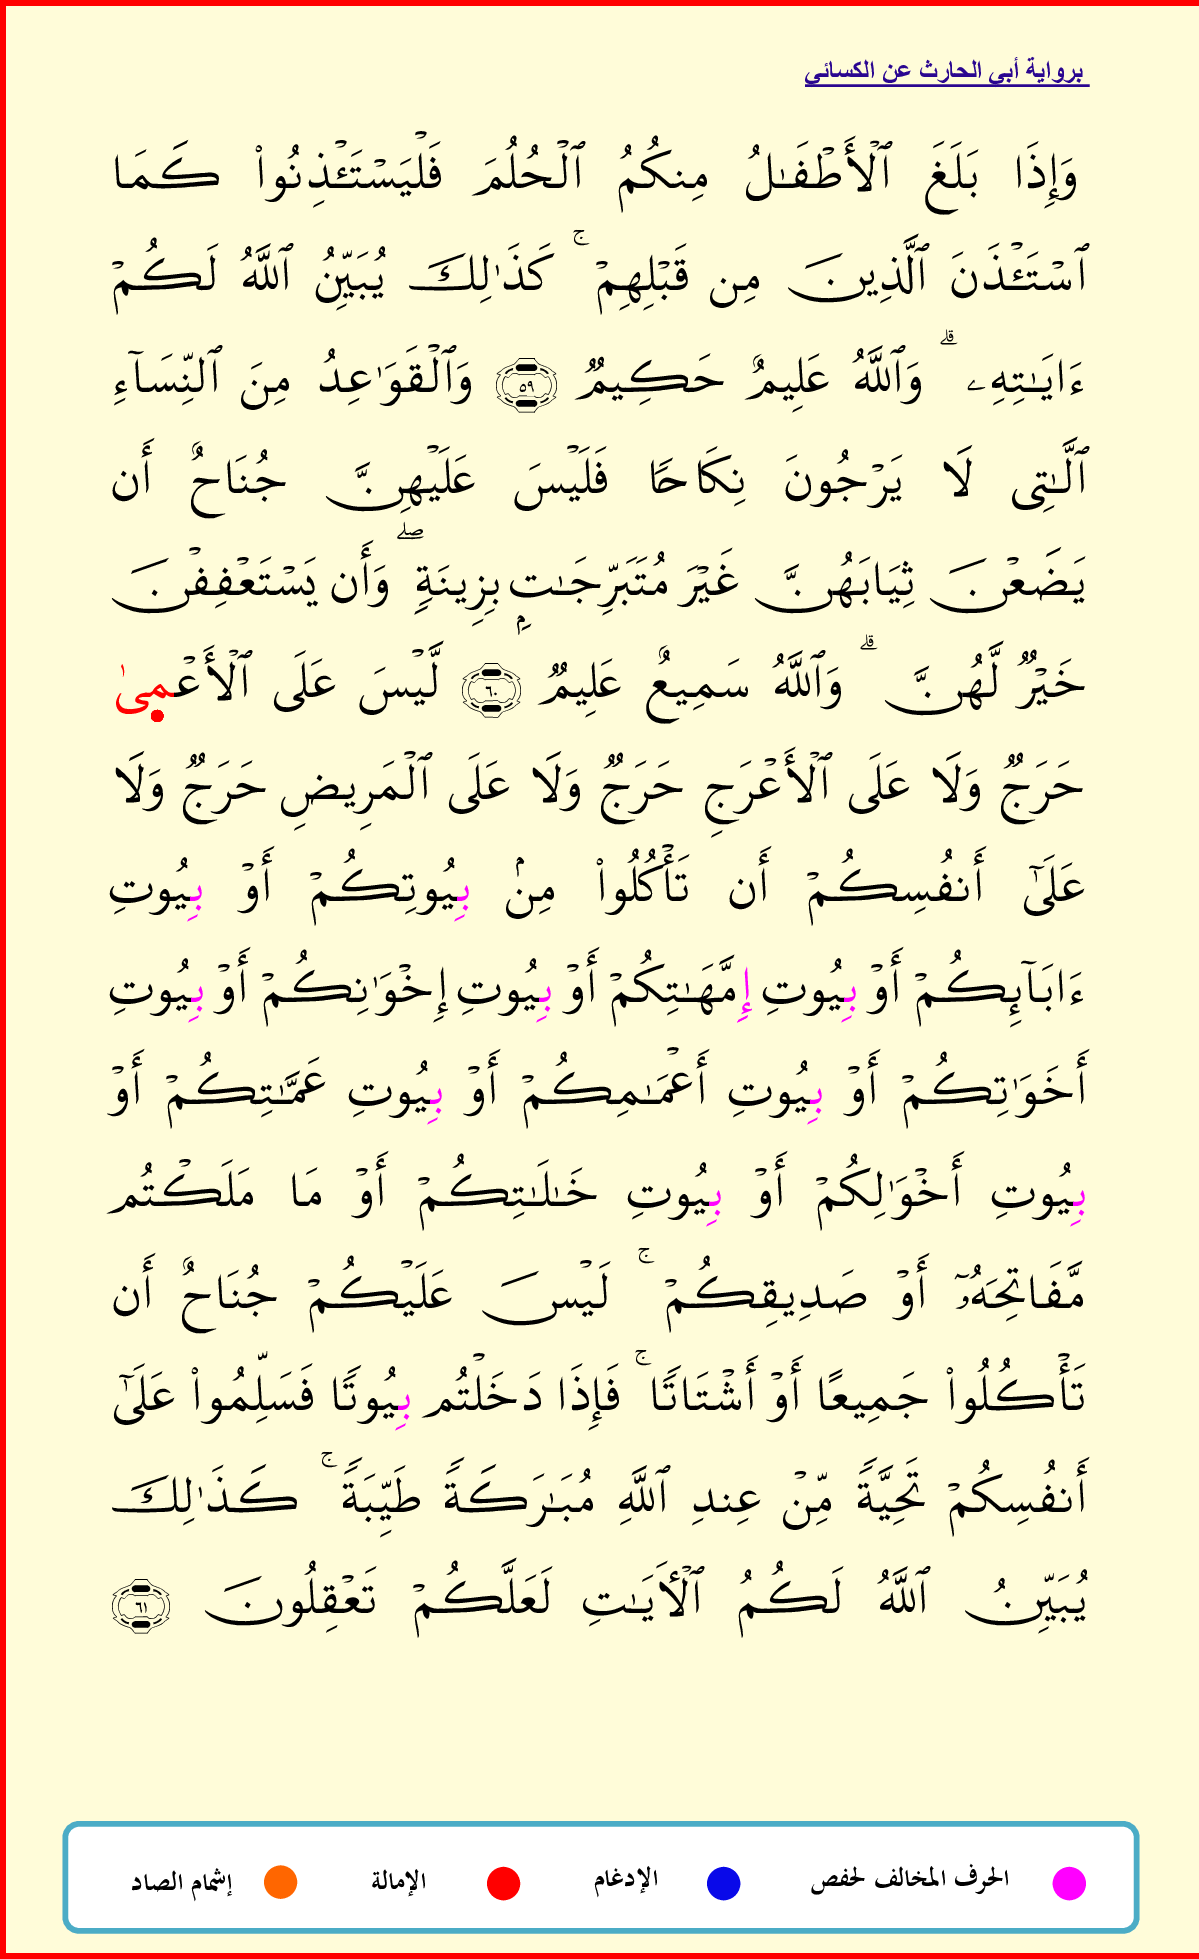 برواية أبي الحارث عن الكسائي
وَإِذَا بَلَغَ ٱلْأَطْفَـٰلُ مِنكُمُ ٱلْحُلُمَ فَلْيَسْتَـْٔذِنُوا۟ كَمَا
ٱسْتَـْٔذَنَ ٱلَّذِينَ مِن قَبْلِهِمْ ۚ كَذَٰلِكَ يُبَيِّنُ ٱللَّهُ لَكُمْ
ءَايَـٰتِهِۦ ۗ وَٱللَّهُ عَلِيمٌ حَكِيمٌ ٥٩ وَٱلْقَوَٰعِدُ مِنَ ٱلنِّسَآءِ
ٱلَّـٰتِى لَا يَرْجُونَ نِكَاحًا فَلَيْسَ عَلَيْهِنَّ جُنَاحٌ أَن
يَضَعْنَ ثِيَابَهُنَّ غَيْرَ مُتَبَرِّجَـٰتٍۭ بِزِينَةٍ ۖ وَأَن يَسْتَعْفِفْنَ
خَيْرٌ لَّهُنَّ ۗ وَٱللَّهُ سَمِيعٌ عَلِيمٌ ٦٠ لَّيْسَ عَلَى ٱلْأَعْمِىٰ
حَرَجٌ وَلَا عَلَى ٱلْأَعْرَجِ حَرَجٌ وَلَا عَلَى ٱلْمَرِيضِ حَرَجٌ وَلَا
عَلَىٰٓ أَنفُسِكُمْ أَن تَأْكُلُوا۟ مِنۢ بِيُوتِكُمْ أَوْ بِيُوتِ
ءَابَآئِكُمْ أَوْ بِيُوتِ إِمَّهَـٰتِكُمْ أَوْ بِيُوتِ إِخْوَٰنِكُمْ أَوْ بِيُوتِ
أَخَوَٰتِكُمْ أَوْ بِيُوتِ أَعْمَـٰمِكُمْ أَوْ بِيُوتِ عَمَّـٰتِكُمْ أَوْ
بِيُوتِ أَخْوَٰلِكُمْ أَوْ بِيُوتِ خَـٰلَـٰتِكُمْ أَوْ مَا مَلَكْتُم
مَّفَاتِحَهُۥٓ أَوْ صَدِيقِكُمْ ۚ لَيْسَ عَلَيْكُمْ جُنَاحٌ أَن
تَأْكُلُوا۟ جَمِيعًا أَوْ أَشْتَاتًا ۚ فَإِذَا دَخَلْتُم بِيُوتًا فَسَلِّمُوا۟ عَلَىٰٓ
أَنفُسِكُمْ تَحِيَّةً مِّنْ عِندِ ٱللَّهِ مُبَـٰرَكَةً طَيِّبَةً ۚ كَذَٰلِكَ
يُبَيِّنُ ٱللَّهُ لَكُمُ ٱلْـَٔايَـٰتِ لَعَلَّكُمْ تَعْقِلُونَ ٦١
الحرف المخالف لحفص الإدغام الإمالة إشمام الصاد